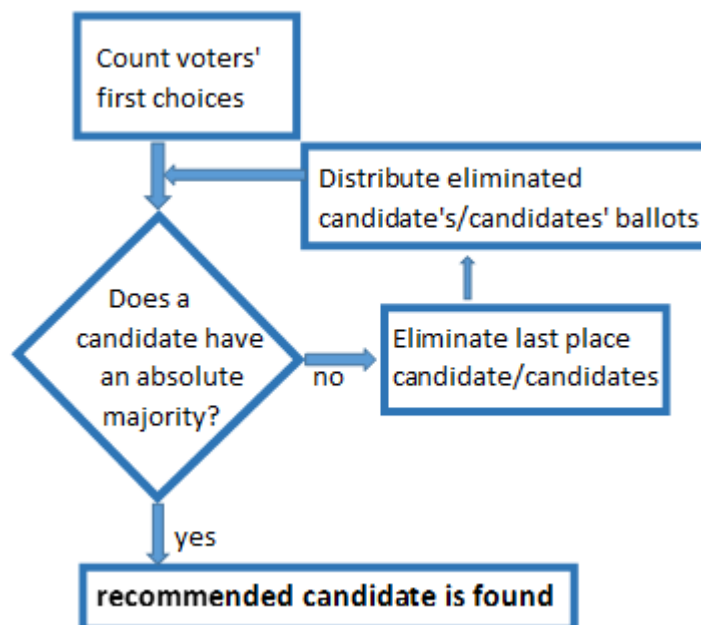 Count voters'
first choices
Distribute eliminated
candidate's/candidates' ballots
Does a
candidate have
an absolute
majority?
no
Eliminate last place
candidate/candidates
yes
recommended candidate is found